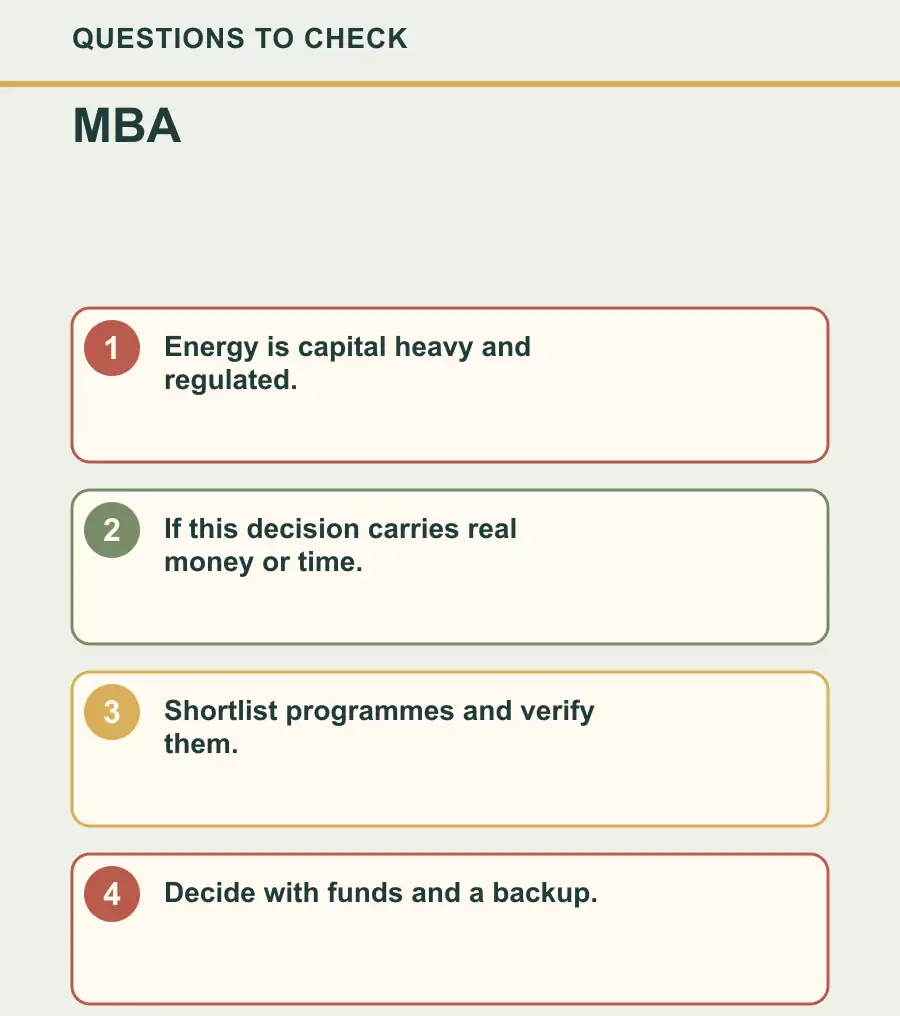 QUESTIONS TO CHECK
MBA
1
Energy is capital heavy and
regulated.
2
If this decision carries real
money or time.
3
Shortlist programmes and verify
them.
4
Decide with funds and a backup.